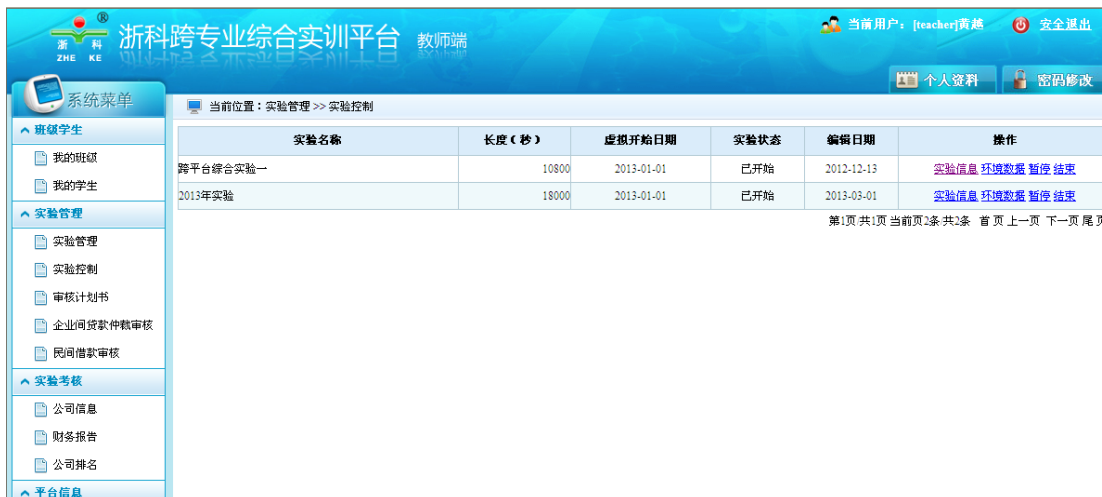 ®
浙 科
ZHE KE
浙科跨专业综合实训平台 教师端
当前用户：[teacher]黄越 安全退出
个人资料 密码修改
系统菜单
当前位置：实验管理 >> 实验控制
班级学生
我的班级
我的学生
实验管理
实验管理
实验控制
审核计划书
企业间贷款仲裁审核
民间借款审核
实验考核
公司信息
财务报告
公司排名
平台信息
实验名称 长度（秒） 虚拟开始日期 实验状态 编辑日期 操作
跨平台综合实验一 10800 2013-01-01 已开始 2012-12-13 实验信息 环境数据 暂停 结束
2013年实验 18000 2013-01-01 已开始 2013-03-01 实验信息 环境数据 暂停 结束
第1页 共1页 当前页2条 共2条 首 页 上一页 下一页 尾 页